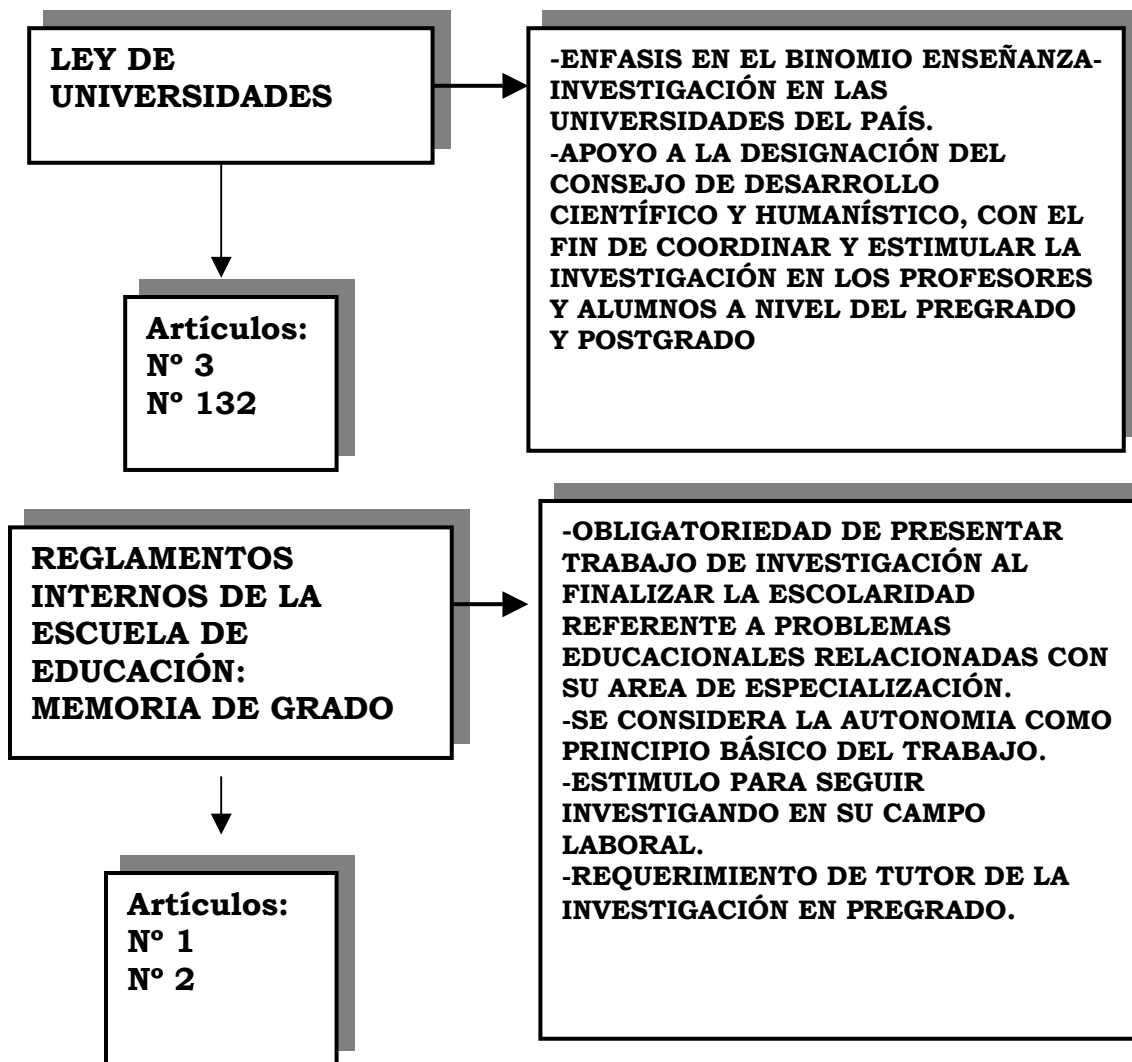 LEY DE
UNIVERSIDADES
-ENFASIS EN EL BINOMIO ENSEÑANZA-
INVESTIGACIÓN EN LAS
UNIVERSIDADES DEL PAÍS.
-APOYO A LA DESIGNACIÓN DEL
CONSEJO DE DESARROLLO
CIENTÍFICO Y HUMANÍSTICO, CON EL
FIN DE COORDINAR Y ESTIMULAR LA
INVESTIGACIÓN EN LOS PROFESORES
Y ALUMNOS A NIVEL DEL PREGRADO
Y POSTGRADO
Artículos:
Nº 3
Nº 132
REGLAMENTOS
INTERNOS DE LA
ESCUELA DE
EDUCACIÓN:
MEMORIA DE GRADO
-OBLIGATORIEDAD DE PRESENTAR
TRABAJO DE INVESTIGACIÓN AL
FINALIZAR LA ESCOLARIDAD
REFERENTE A PROBLEMAS
EDUCACIONALES RELACIONADAS CON
SU AREA DE ESPECIALIZACIÓN.
-SE CONSIDERA LA AUTONOMIA COMO
PRINCIPIO BÁSICO DEL TRABAJO.
-ESTIMULO PARA SEGUIR
INVESTIGANDO EN SU CAMPO
LABORAL.
-REQUERIMIENTO DE TUTOR DE LA
INVESTIGACIÓN EN PREGRADO.
Artículos:
Nº 1
Nº 2